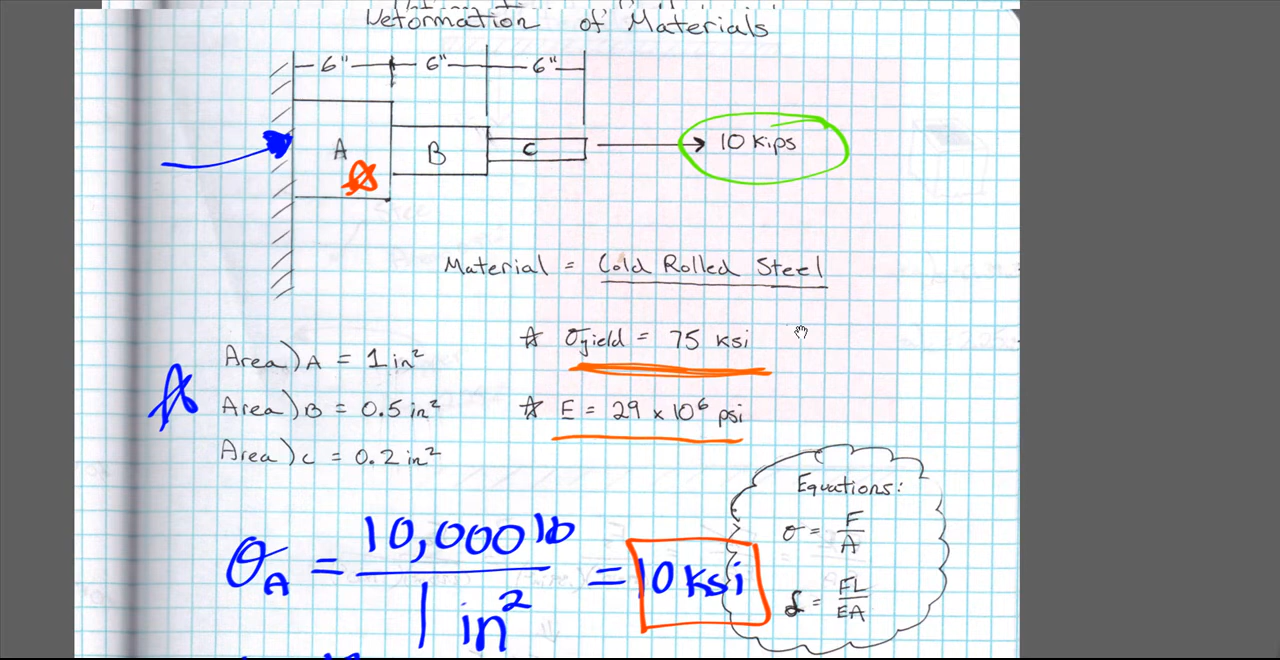 Deformation of Materials
6" 6" 6"
A B C 10 kips
Material = Cold Rolled Steel
σyield = 75 ksi
Area)A = 1 in²
Area)B = 0.5 in²
E = 29 x 10⁶ psi
Area)C = 0.2 in²
Equations:
σ = F/A
δ = FL/EA
σA = 10,000 lb / 1 in² = 10 ksi